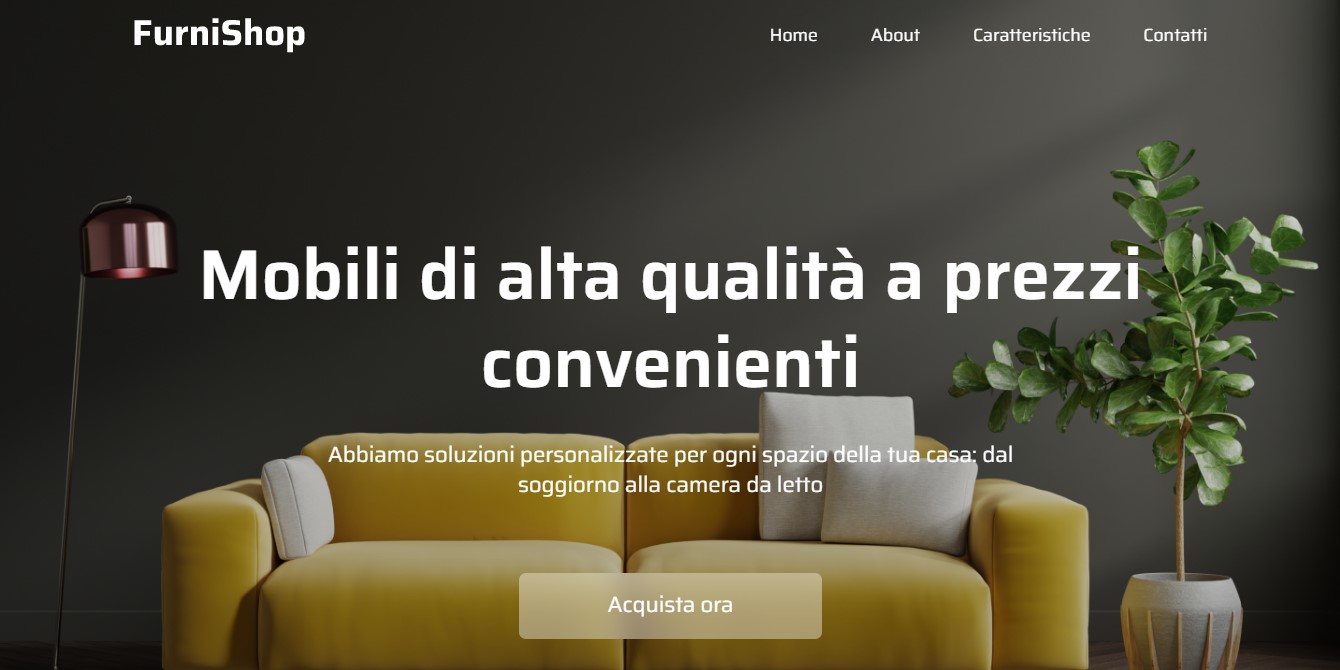 FurniShop
Home About Caratteristiche Contatti
Mobili di alta qualità a prezzi
convenienti
Abbiamo soluzioni personalizzate per ogni spazio della tua casa: dal
soggiorno alla camera da letto
Acquista ora